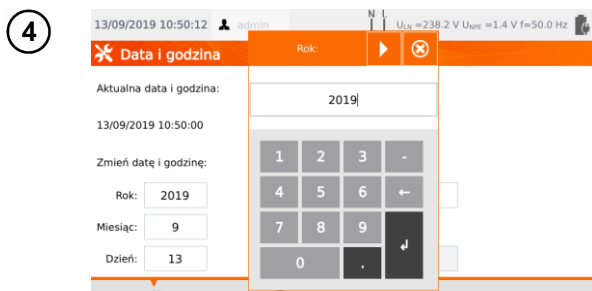 4
13/09/2019 10:50:12 admin N L U_LN =238.2 V U_NPE =1.4 V f=50.0 Hz
Data i godzina
Rok:
Aktualna data i godzina:
2019
13/09/2019 10:50:00
Zmień datę i godzinę:
1 2 3 -
Rok: 2019
4 5 6 ←
Miesiąc: 9
7 8 9 ↲
Dzień: 13
0 .